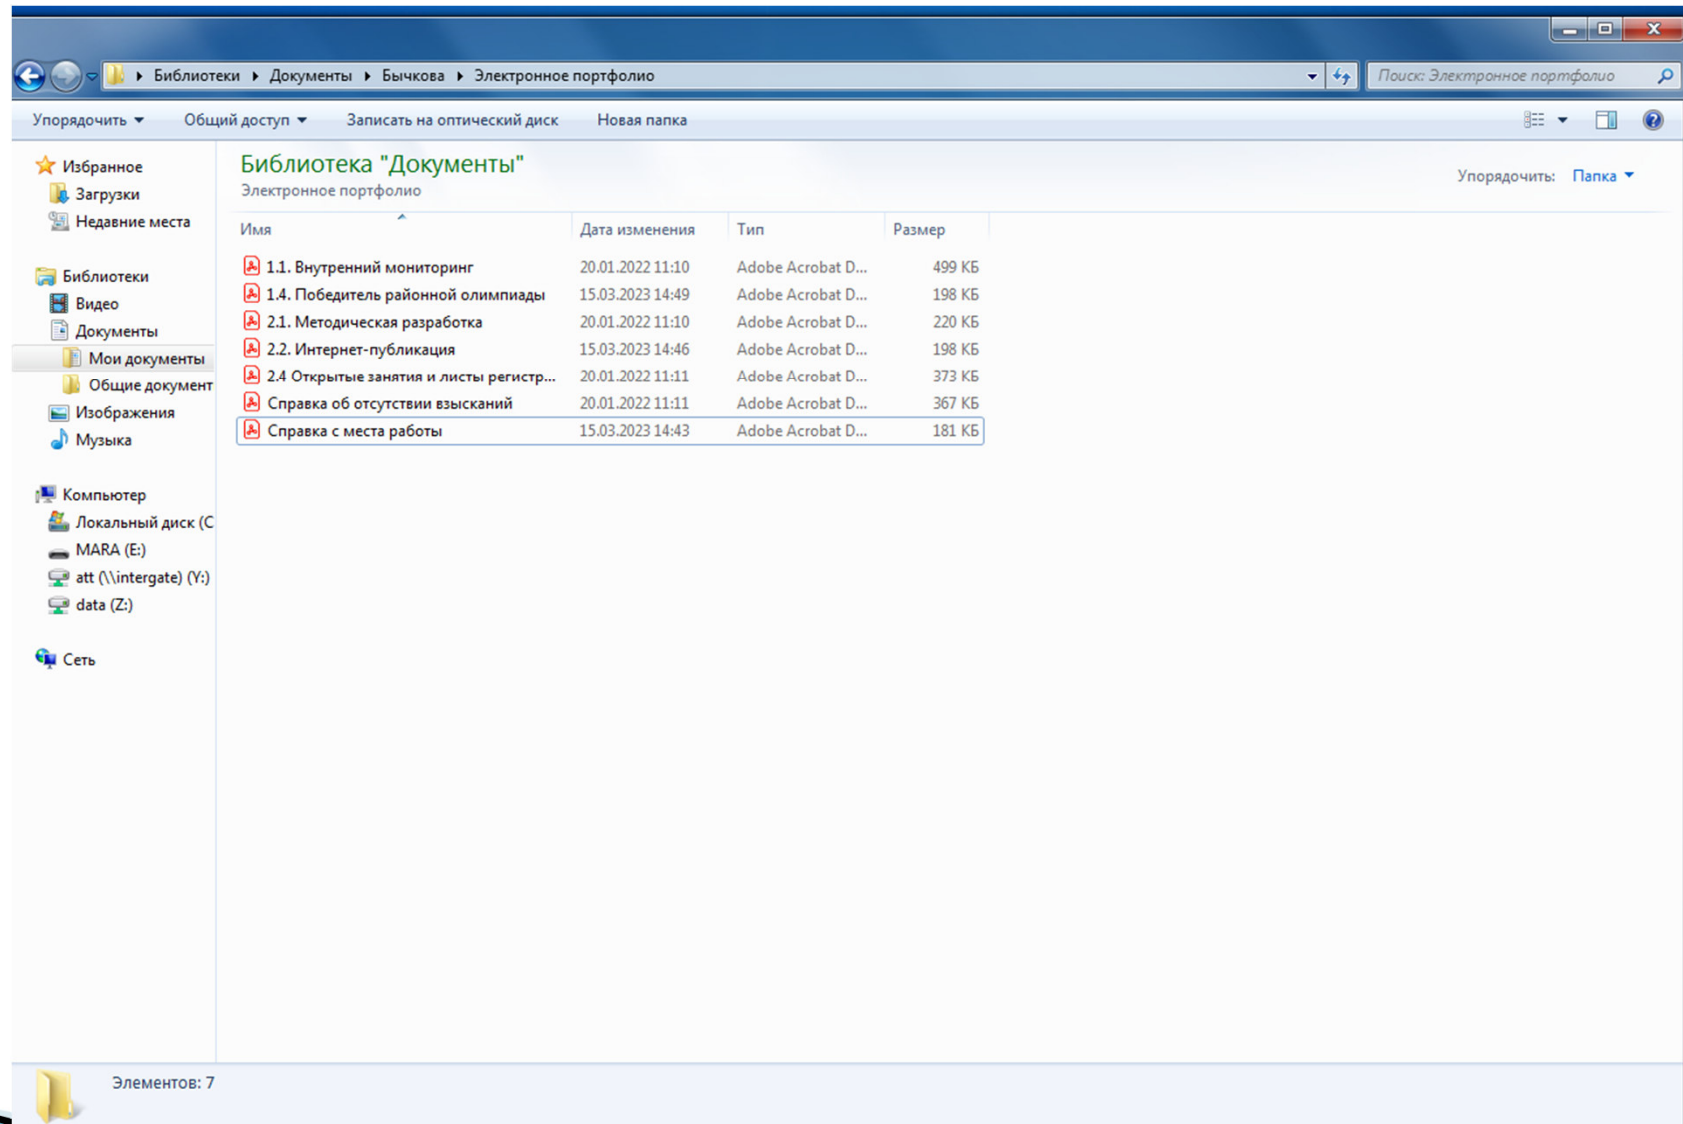 Библиотеки Документы Бычкова Электронное портфолио
Поиск: Электронное портфолио
Упорядочить Общий доступ Записать на оптический диск Новая папка
Избранное
Загрузки
Недавние места
Библиотеки
Видео
Документы
Мои документы
Общие документ
Изображения
Музыка
Компьютер
Локальный диск (C
MARA (E:)
att (\\intergate) (Y:)
data (Z:)
Сеть
Библиотека "Документы"
Электронное портфолио
Упорядочить: Папка
Имя Дата изменения Тип Размер
1.1. Внутренний мониторинг 20.01.2022 11:10 Adobe Acrobat D... 499 КБ
1.4. Победитель районной олимпиады 15.03.2023 14:49 Adobe Acrobat D... 198 КБ
2.1. Методическая разработка 20.01.2022 11:10 Adobe Acrobat D... 220 КБ
2.2. Интернет-публикация 15.03.2023 14:46 Adobe Acrobat D... 198 КБ
2.4 Открытые занятия и листы регистр... 20.01.2022 11:11 Adobe Acrobat D... 373 КБ
Справка об отсутствии взысканий 20.01.2022 11:11 Adobe Acrobat D... 367 КБ
Справка с места работы 15.03.2023 14:43 Adobe Acrobat D... 181 КБ
Элементов: 7